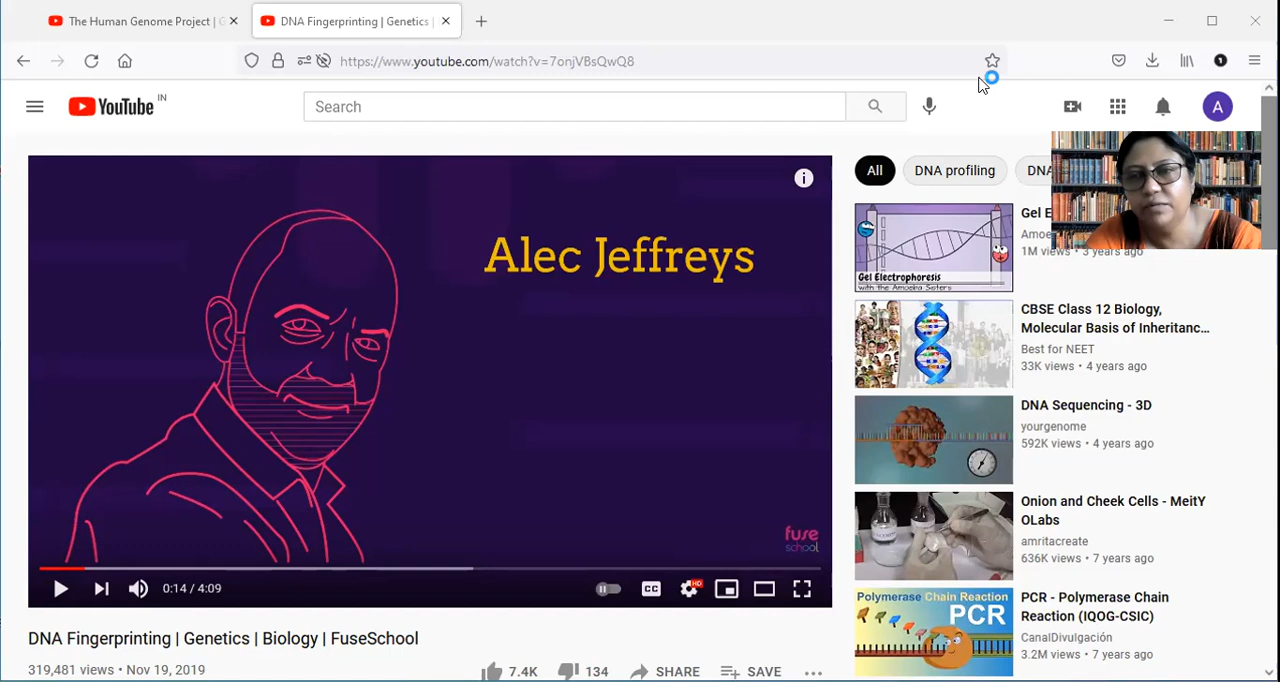 The Human Genome Project | G
DNA Fingerprinting | Genetics |
https://www.youtube.com/watch?v=7onjVBsQwQ8
1
YouTube IN
Search
A
Alec Jeffreys
fuse
school
0:14 / 4:09
CC
HD
DNA Fingerprinting | Genetics | Biology | FuseSchool
319,481 views • Nov 19, 2019
7.4K
134
SHARE
SAVE
All
DNA profiling
DNA
Gel Electrophoresis
with the Amoeba Sisters
Gel E
Amoe
1M views • 3 years ago
CBSE Class 12 Biology,
Molecular Basis of Inheritanc...
Best for NEET
33K views • 4 years ago
DNA Sequencing - 3D
yourgenome
592K views • 4 years ago
Onion and Cheek Cells - MeitY
OLabs
amritacreate
636K views • 7 years ago
Polymerase Chain Reaction
PCR
PCR - Polymerase Chain
Reaction (IQOG-CSIC)
CanalDivulgación
3.2M views • 7 years ago